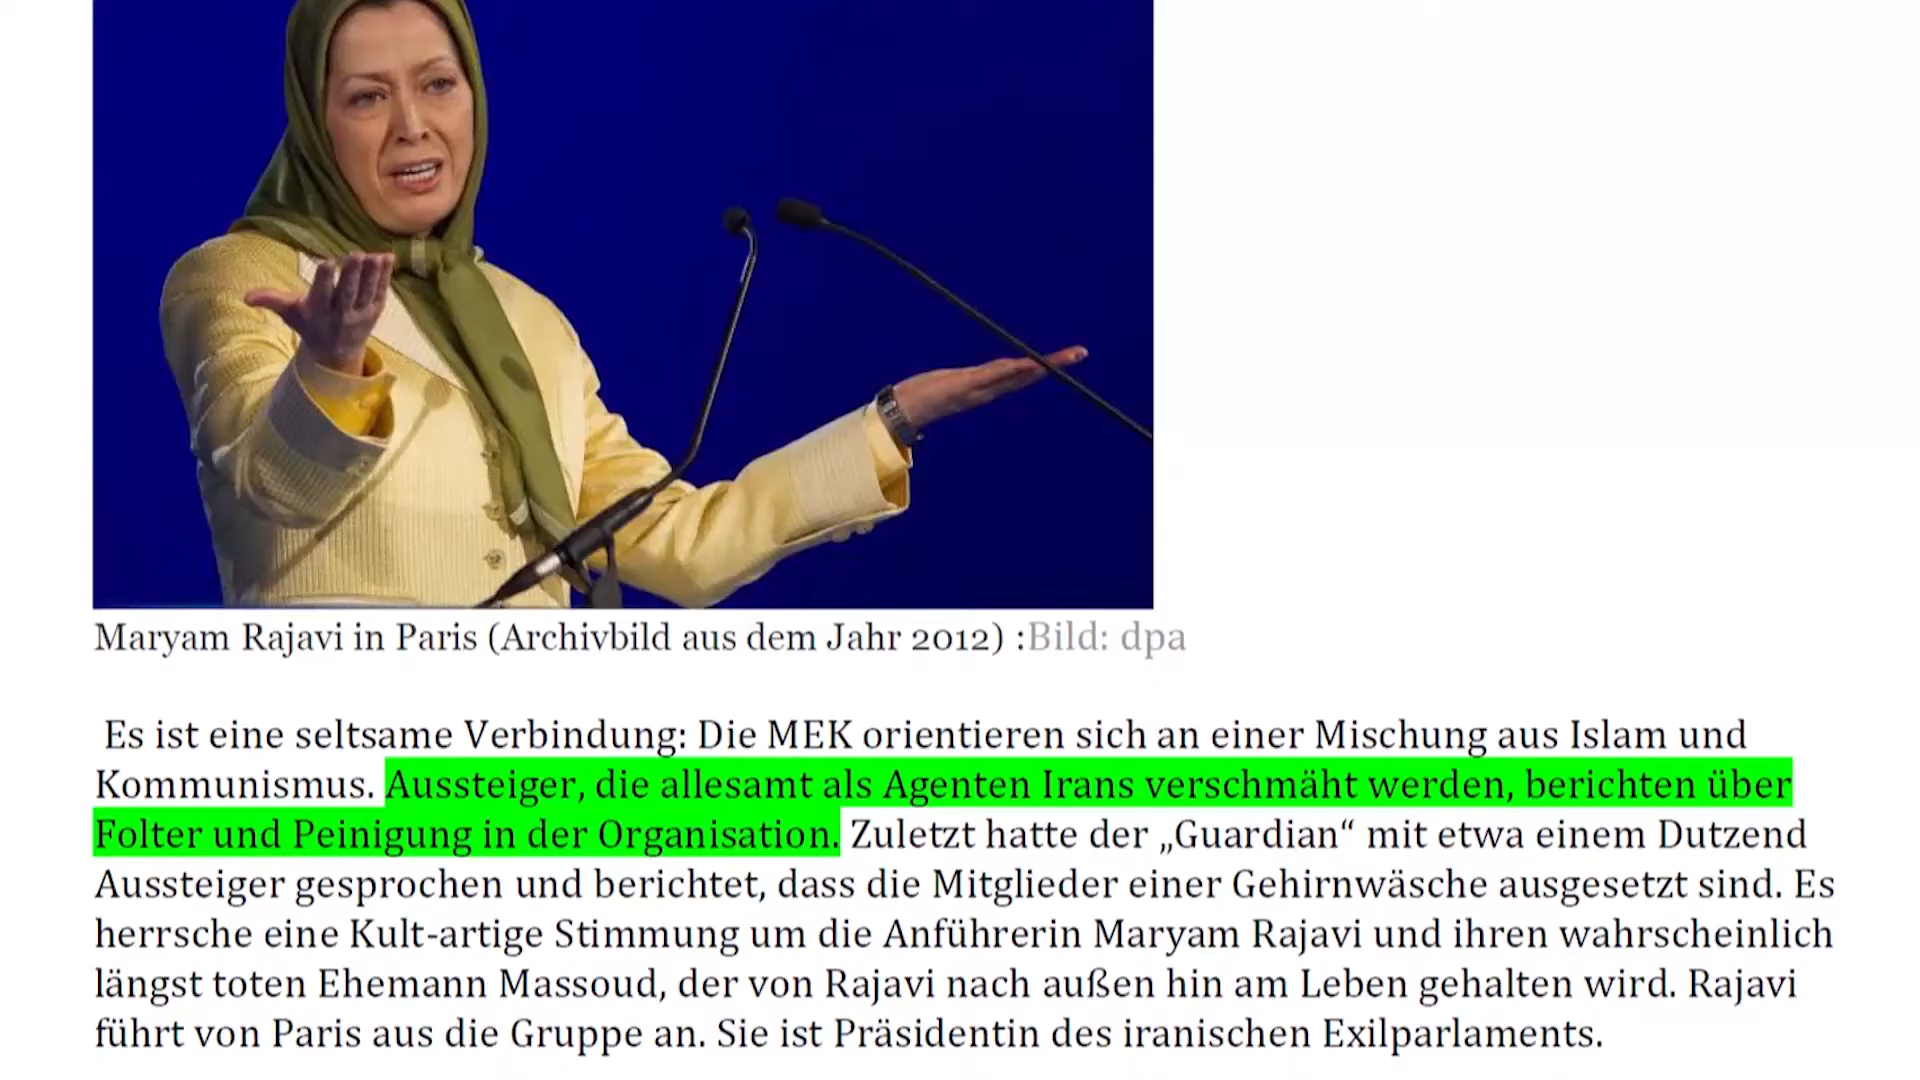 Maryam Rajavi in Paris (Archivbild aus dem Jahr 2012) :Bild: dpa
Es ist eine seltsame Verbindung: Die MEK orientieren sich an einer Mischung aus Islam und
Kommunismus. Aussteiger, die allesamt als Agenten Irans verschmäht werden, berichten über
Folter und Peinigung in der Organisation. Zuletzt hatte der „Guardian“ mit etwa einem Dutzend
Aussteiger gesprochen und berichtet, dass die Mitglieder einer Gehirnwäsche ausgesetzt sind. Es
herrsche eine Kult-artige Stimmung um die Anführerin Maryam Rajavi und ihren wahrscheinlich
längst toten Ehemann Massoud, der von Rajavi nach außen hin am Leben gehalten wird. Rajavi
führt von Paris aus die Gruppe an. Sie ist Präsidentin des iranischen Exilparlaments.